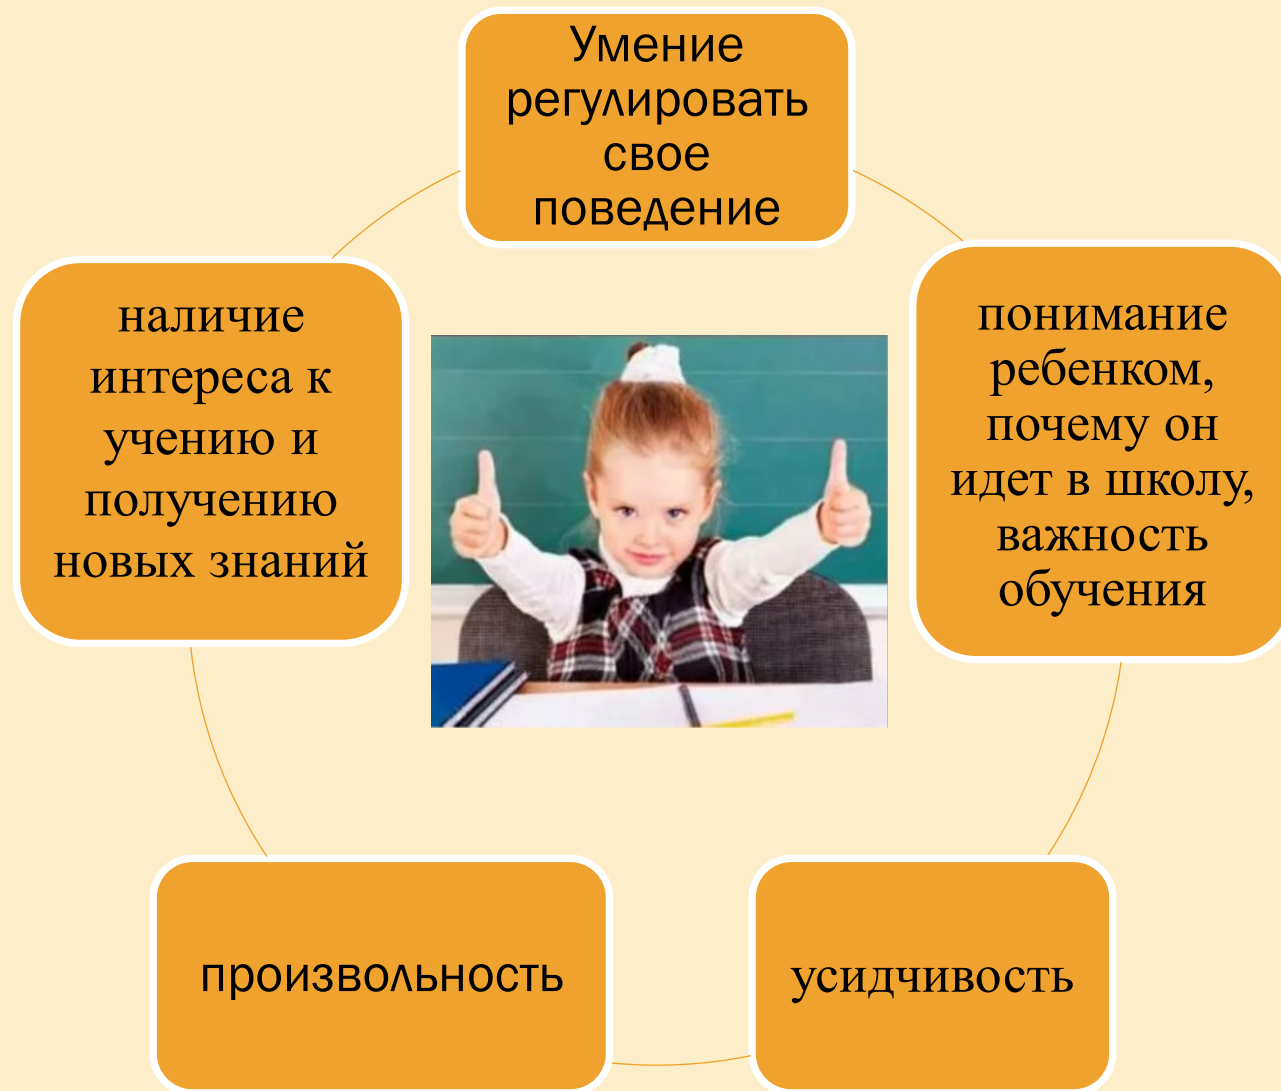 Умение
регулировать
свое
поведение
наличие
интереса к
учению и
получению
новых знаний
понимание
ребенком,
почему он
идет в школу,
важность
обучения
произвольность
усидчивость